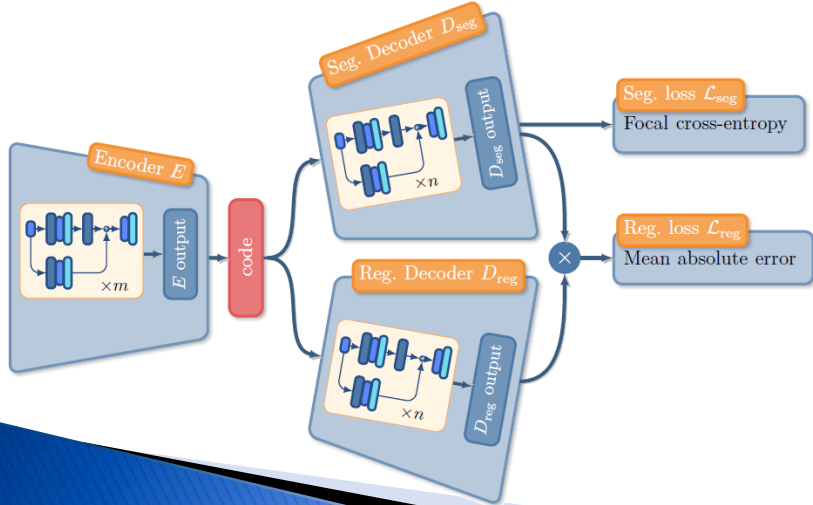 Seg. Decoder D_seg
D_seg output
×n
Seg. loss ℒ_seg
Focal cross-entropy
Encoder E
E output
×m
code
×
Reg. loss ℒ_reg
Mean absolute error
Reg. Decoder D_reg
D_reg output
×n